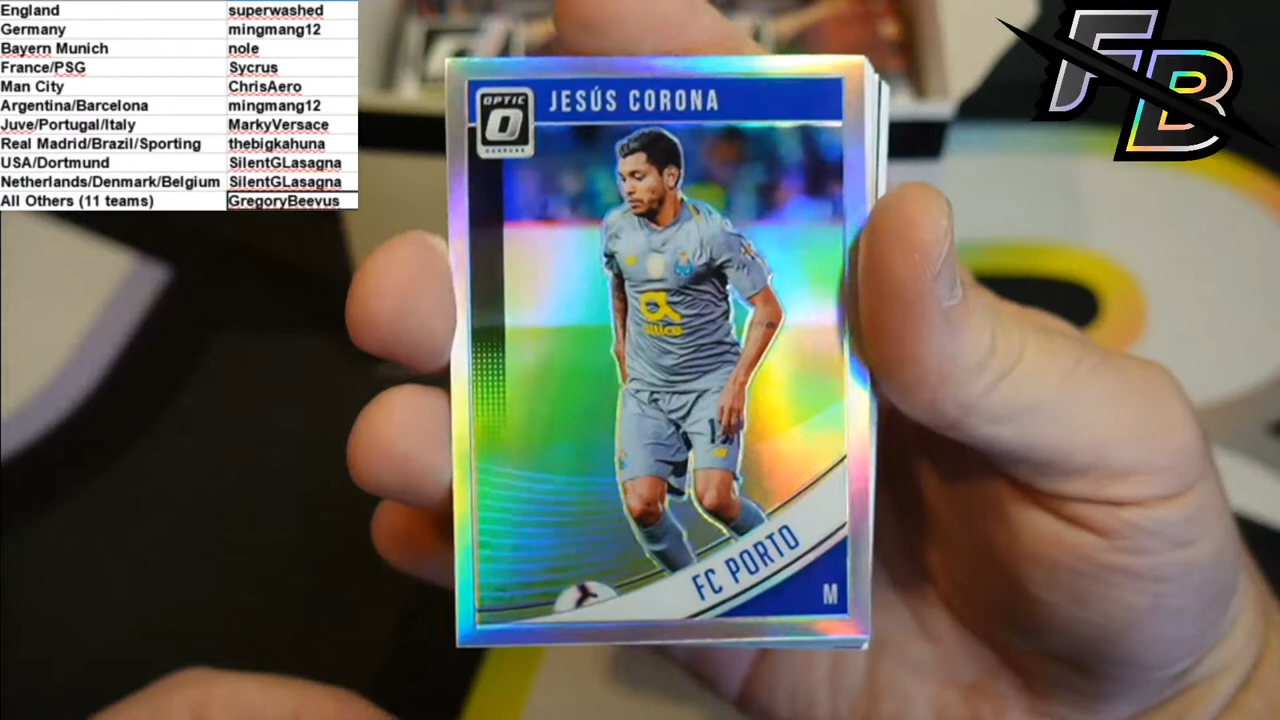 England superwashed
Germany mingmang12
Bayern Munich nole
France/PSG Sycrus
Man City ChrisAero
Argentina/Barcelona mingmang12
Juve/Portugal/Italy MarkyVersace
Real Madrid/Brazil/Sporting thebigkahuna
USA/Dortmund SilentGLasagna
Netherlands/Denmark/Belgium SilentGLasagna
All Others (11 teams) GregoryBeevus
FB
OPTIC
DONRUSS
JESÚS CORONA
altice
FC PORTO
M